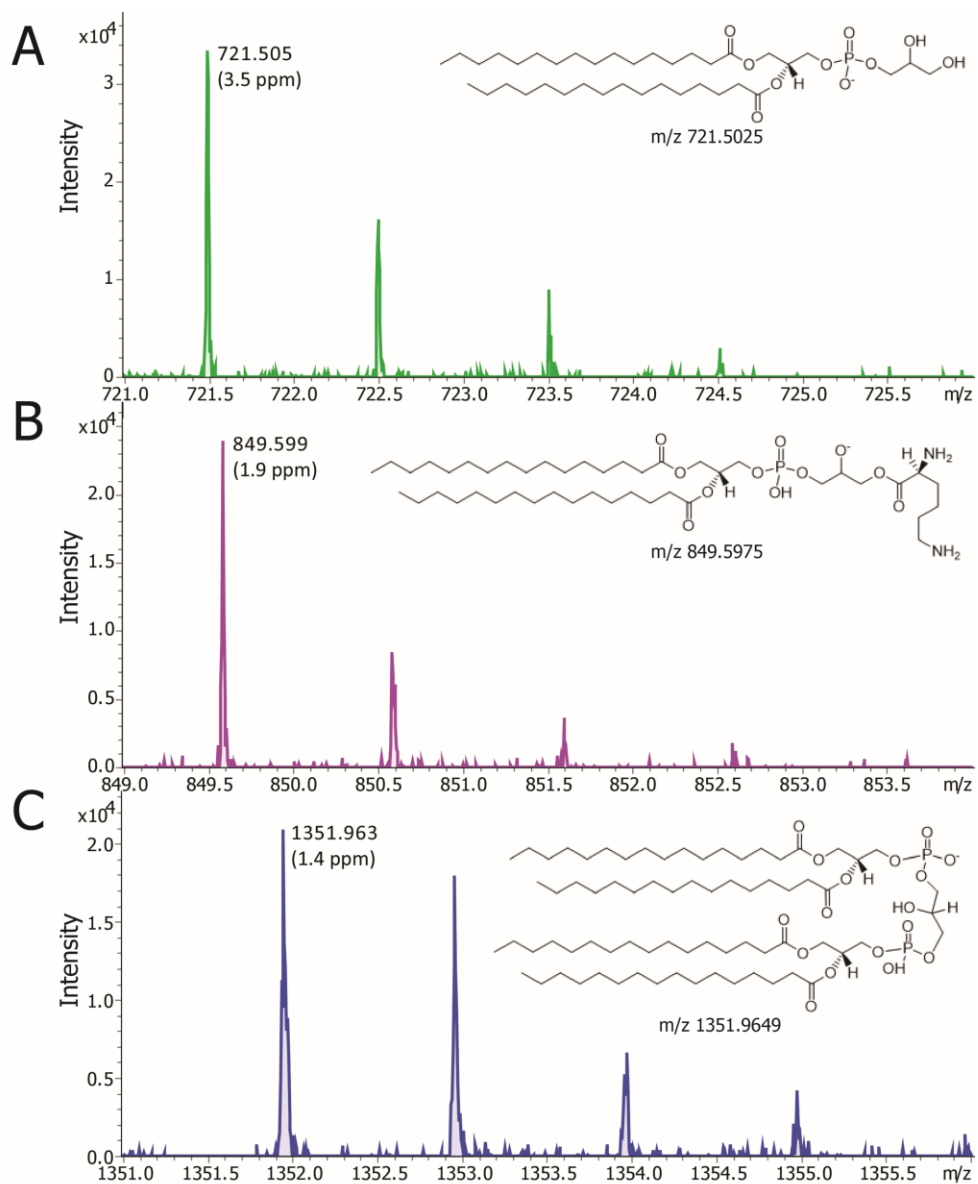 A
x10⁴
721.505
(3.5 ppm)
3
2
1
0
Intensity
O
O
O
O
H
O
O
P
O⁻
O
OH
OH
m/z 721.5025
721.0 721.5 722.0 722.5 723.0 723.5 724.0 724.5 725.0 725.5 m/z
B
x10⁴
849.599
(1.9 ppm)
2.0
1.5
1.0
0.5
0.0
Intensity
O
O
O
O
H
O
O
P
OH
O
O⁻
O
O
H
NH₂
NH₂
m/z 849.5975
849.0 849.5 850.0 850.5 851.0 851.5 852.0 852.5 853.0 853.5 m/z
C
x10⁴
1351.963
(1.4 ppm)
2.0
1.5
1.0
0.5
0.0
Intensity
O
O
O
O
H
O
O
P
O⁻
O
HO
H
O
O
O
O
H
O
O
P
OH
O
m/z 1351.9649
1351.0 1351.5 1352.0 1352.5 1353.0 1353.5 1354.0 1354.5 1355.0 1355.5 m/z